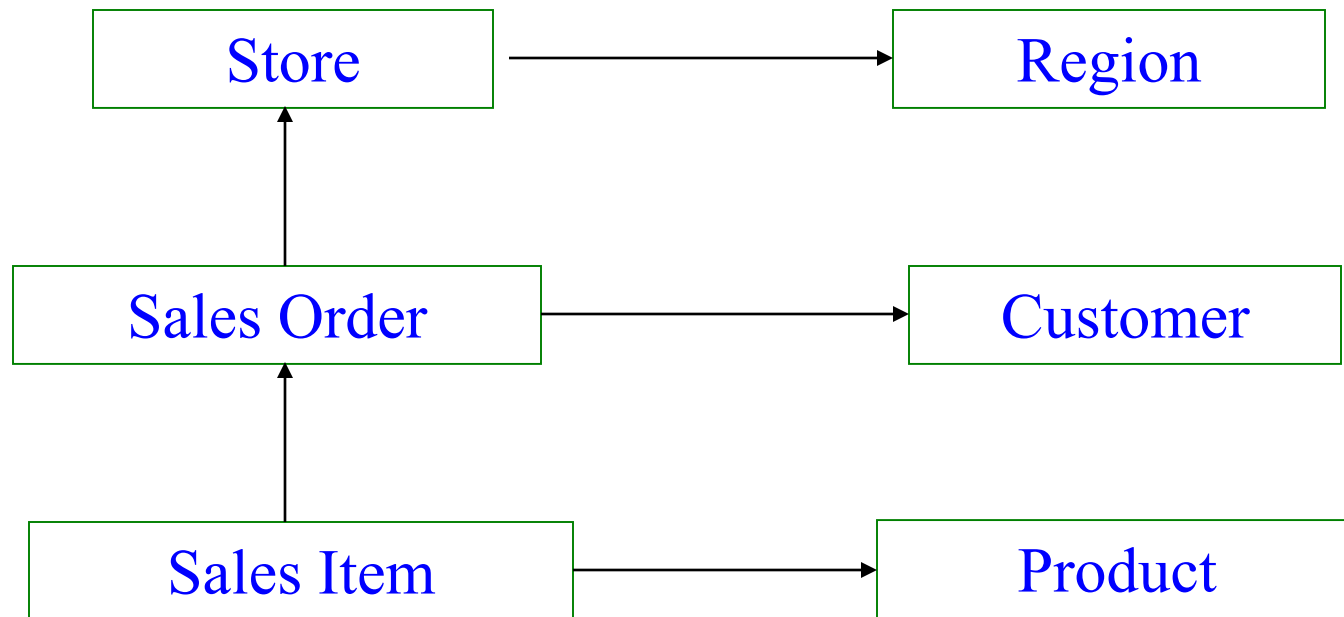 Store
Region
Sales Order
Customer
Sales Item
Product